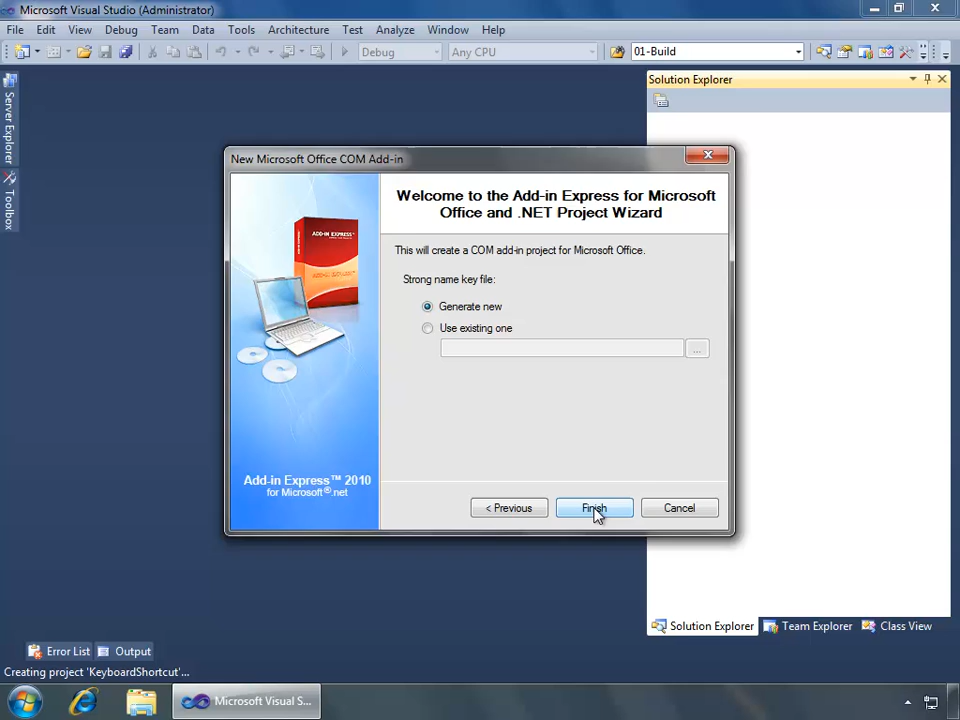 Microsoft Visual Studio (Administrator)
File Edit View Debug Team Data Tools Architecture Test Analyze Window Help
Debug Any CPU 01-Build
Server Explorer
Toolbox
Solution Explorer
New Microsoft Office COM Add-in
Welcome to the Add-in Express for Microsoft
Office and .NET Project Wizard
This will create a COM add-in project for Microsoft Office.
Strong name key file:
Generate new
Use existing one
...
ADD-IN EXPRESS™
Add-in Express™ 2010
for Microsoft®.net
< Previous Finish Cancel
Solution Explorer Team Explorer Class View
Error List Output
Creating project 'KeyboardShortcut'...
Microsoft Visual S...